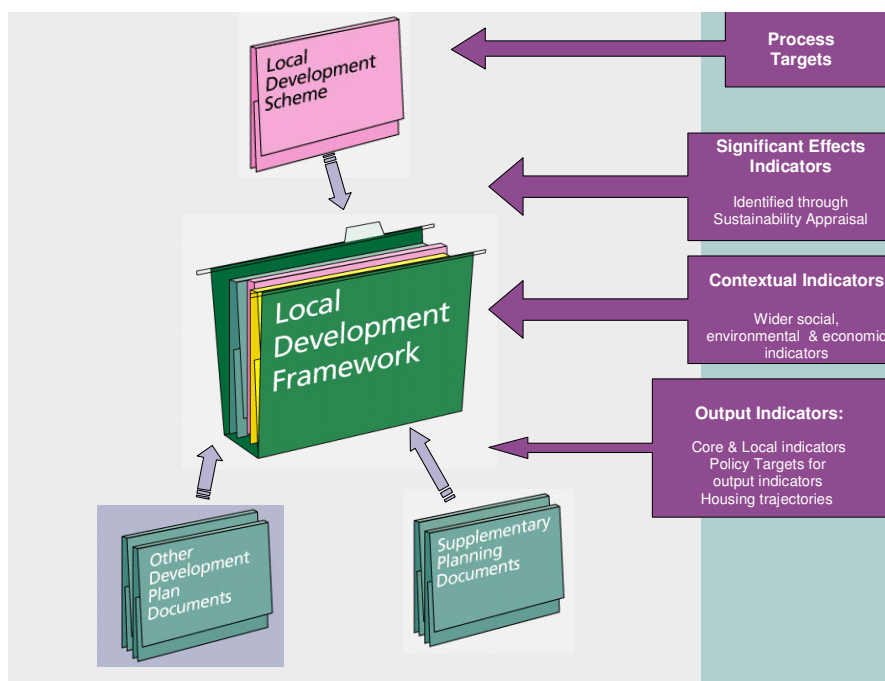 Local
Development
Scheme
Process
Targets
Significant Effects
Indicators
Identified through
Sustainability Appraisal
Local
Development
Framework
Contextual Indicators
Wider social,
environmental & economic
indicators
Output Indicators:
Core & Local indicators
Policy Targets for
output indicators
Housing trajectories
Other
Development
Plan
Documents
Supplementary
Planning
Documents